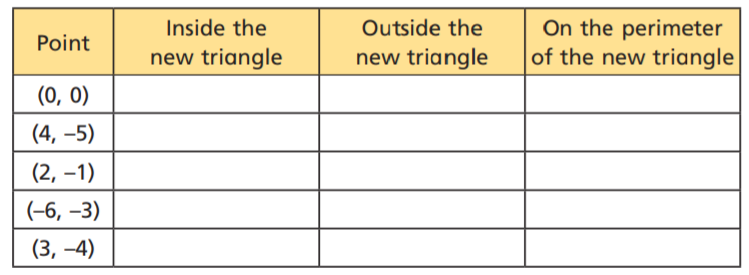 Point
Inside the
new triangle
Outside the
new triangle
On the perimeter
of the new triangle
(0, 0)
(4, –5)
(2, –1)
(–6, –3)
(3, –4)